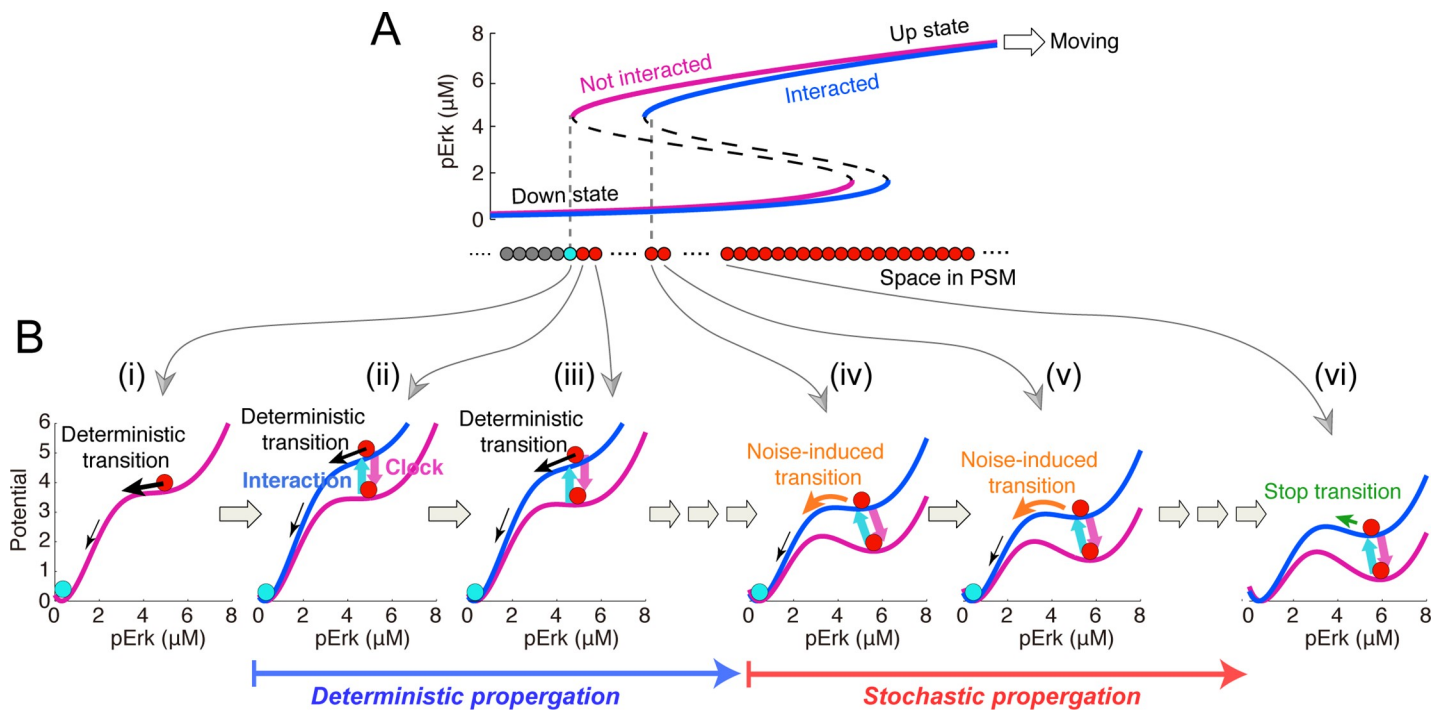 A
8
6
4
2
0
pErk (µM)
Not interacted
Interacted
Up state
Moving
Down state
Space in PSM
B
(i)
(ii)
(iii)
(iv)
(v)
(vi)
Potential
6
5
4
3
2
1
0
Deterministic
transition
0 2 4 6 8
pErk (µM)
Deterministic
transition
Interaction
Clock
0 2 4 6 8
pErk (µM)
Deterministic
transition
0 2 4 6 8
pErk (µM)
Noise-induced
transition
0 2 4 6 8
pErk (µM)
Noise-induced
transition
0 2 4 6 8
pErk (µM)
Stop transition
0 2 4 6 8
pErk (µM)
Deterministic propergation
Stochastic propergation